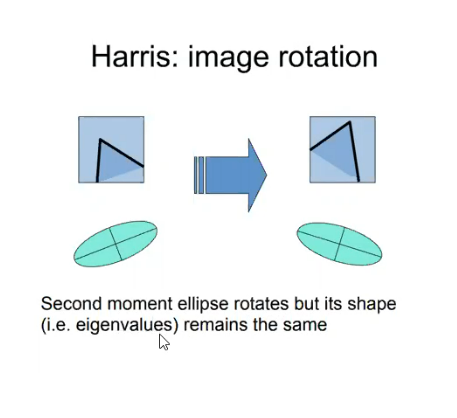 Harris: image rotation
Second moment ellipse rotates but its shape
(i.e. eigenvalues) remains the same